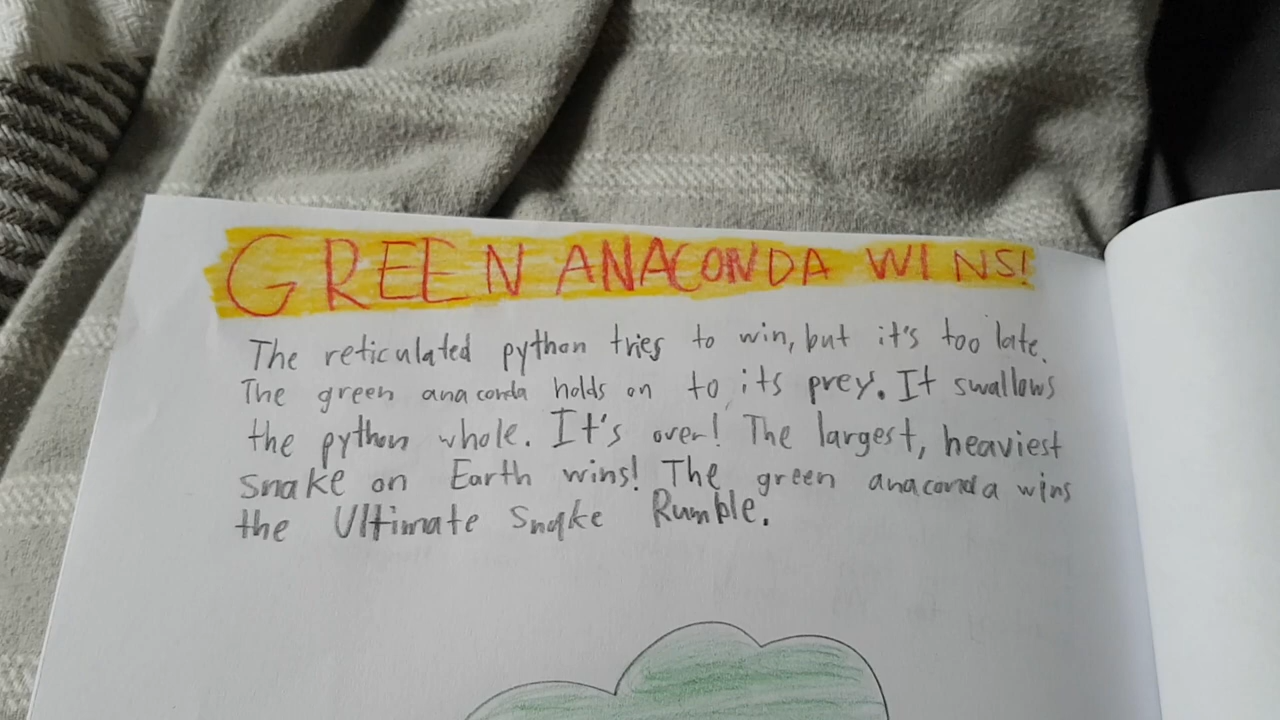 GREEN ANACONDA WINS!
The reticulated python tries to win, but it's too late.
The green anaconda holds on to its prey. It swallows
the python whole. It's over! The largest, heaviest
snake on Earth wins! The green anaconda wins
the Ultimate Snake Rumble.